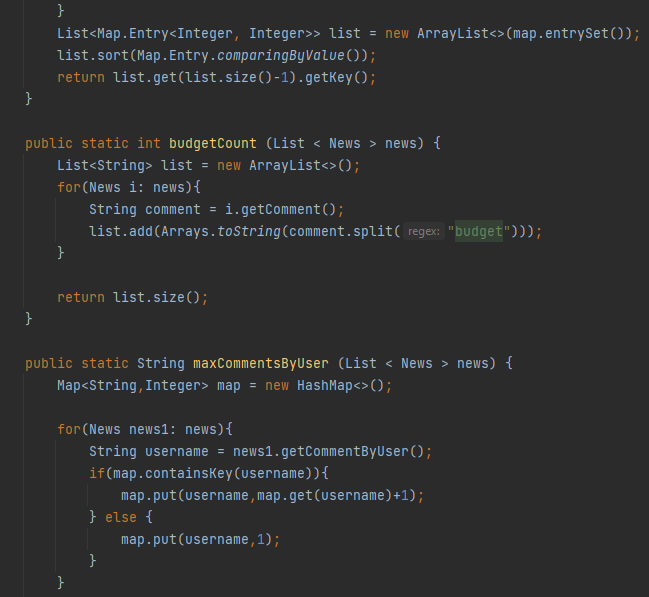 }
List<Map.Entry<Integer, Integer>> list = new ArrayList<>(map.entrySet());
list.sort(Map.Entry.comparingByValue());
return list.get(list.size()-1).getKey();
}
public static int budgetCount (List < News > news) {
List<String> list = new ArrayList<>();
for(News i: news){
String comment = i.getComment();
list.add(Arrays.toString(comment.split( regex: "budget")));
}
return list.size();
}
public static String maxCommentsByUser (List < News > news) {
Map<String,Integer> map = new HashMap<>();
for(News news1: news){
String username = news1.getCommentByUser();
if(map.containsKey(username)){
map.put(username,map.get(username)+1);
} else {
map.put(username,1);
}
}